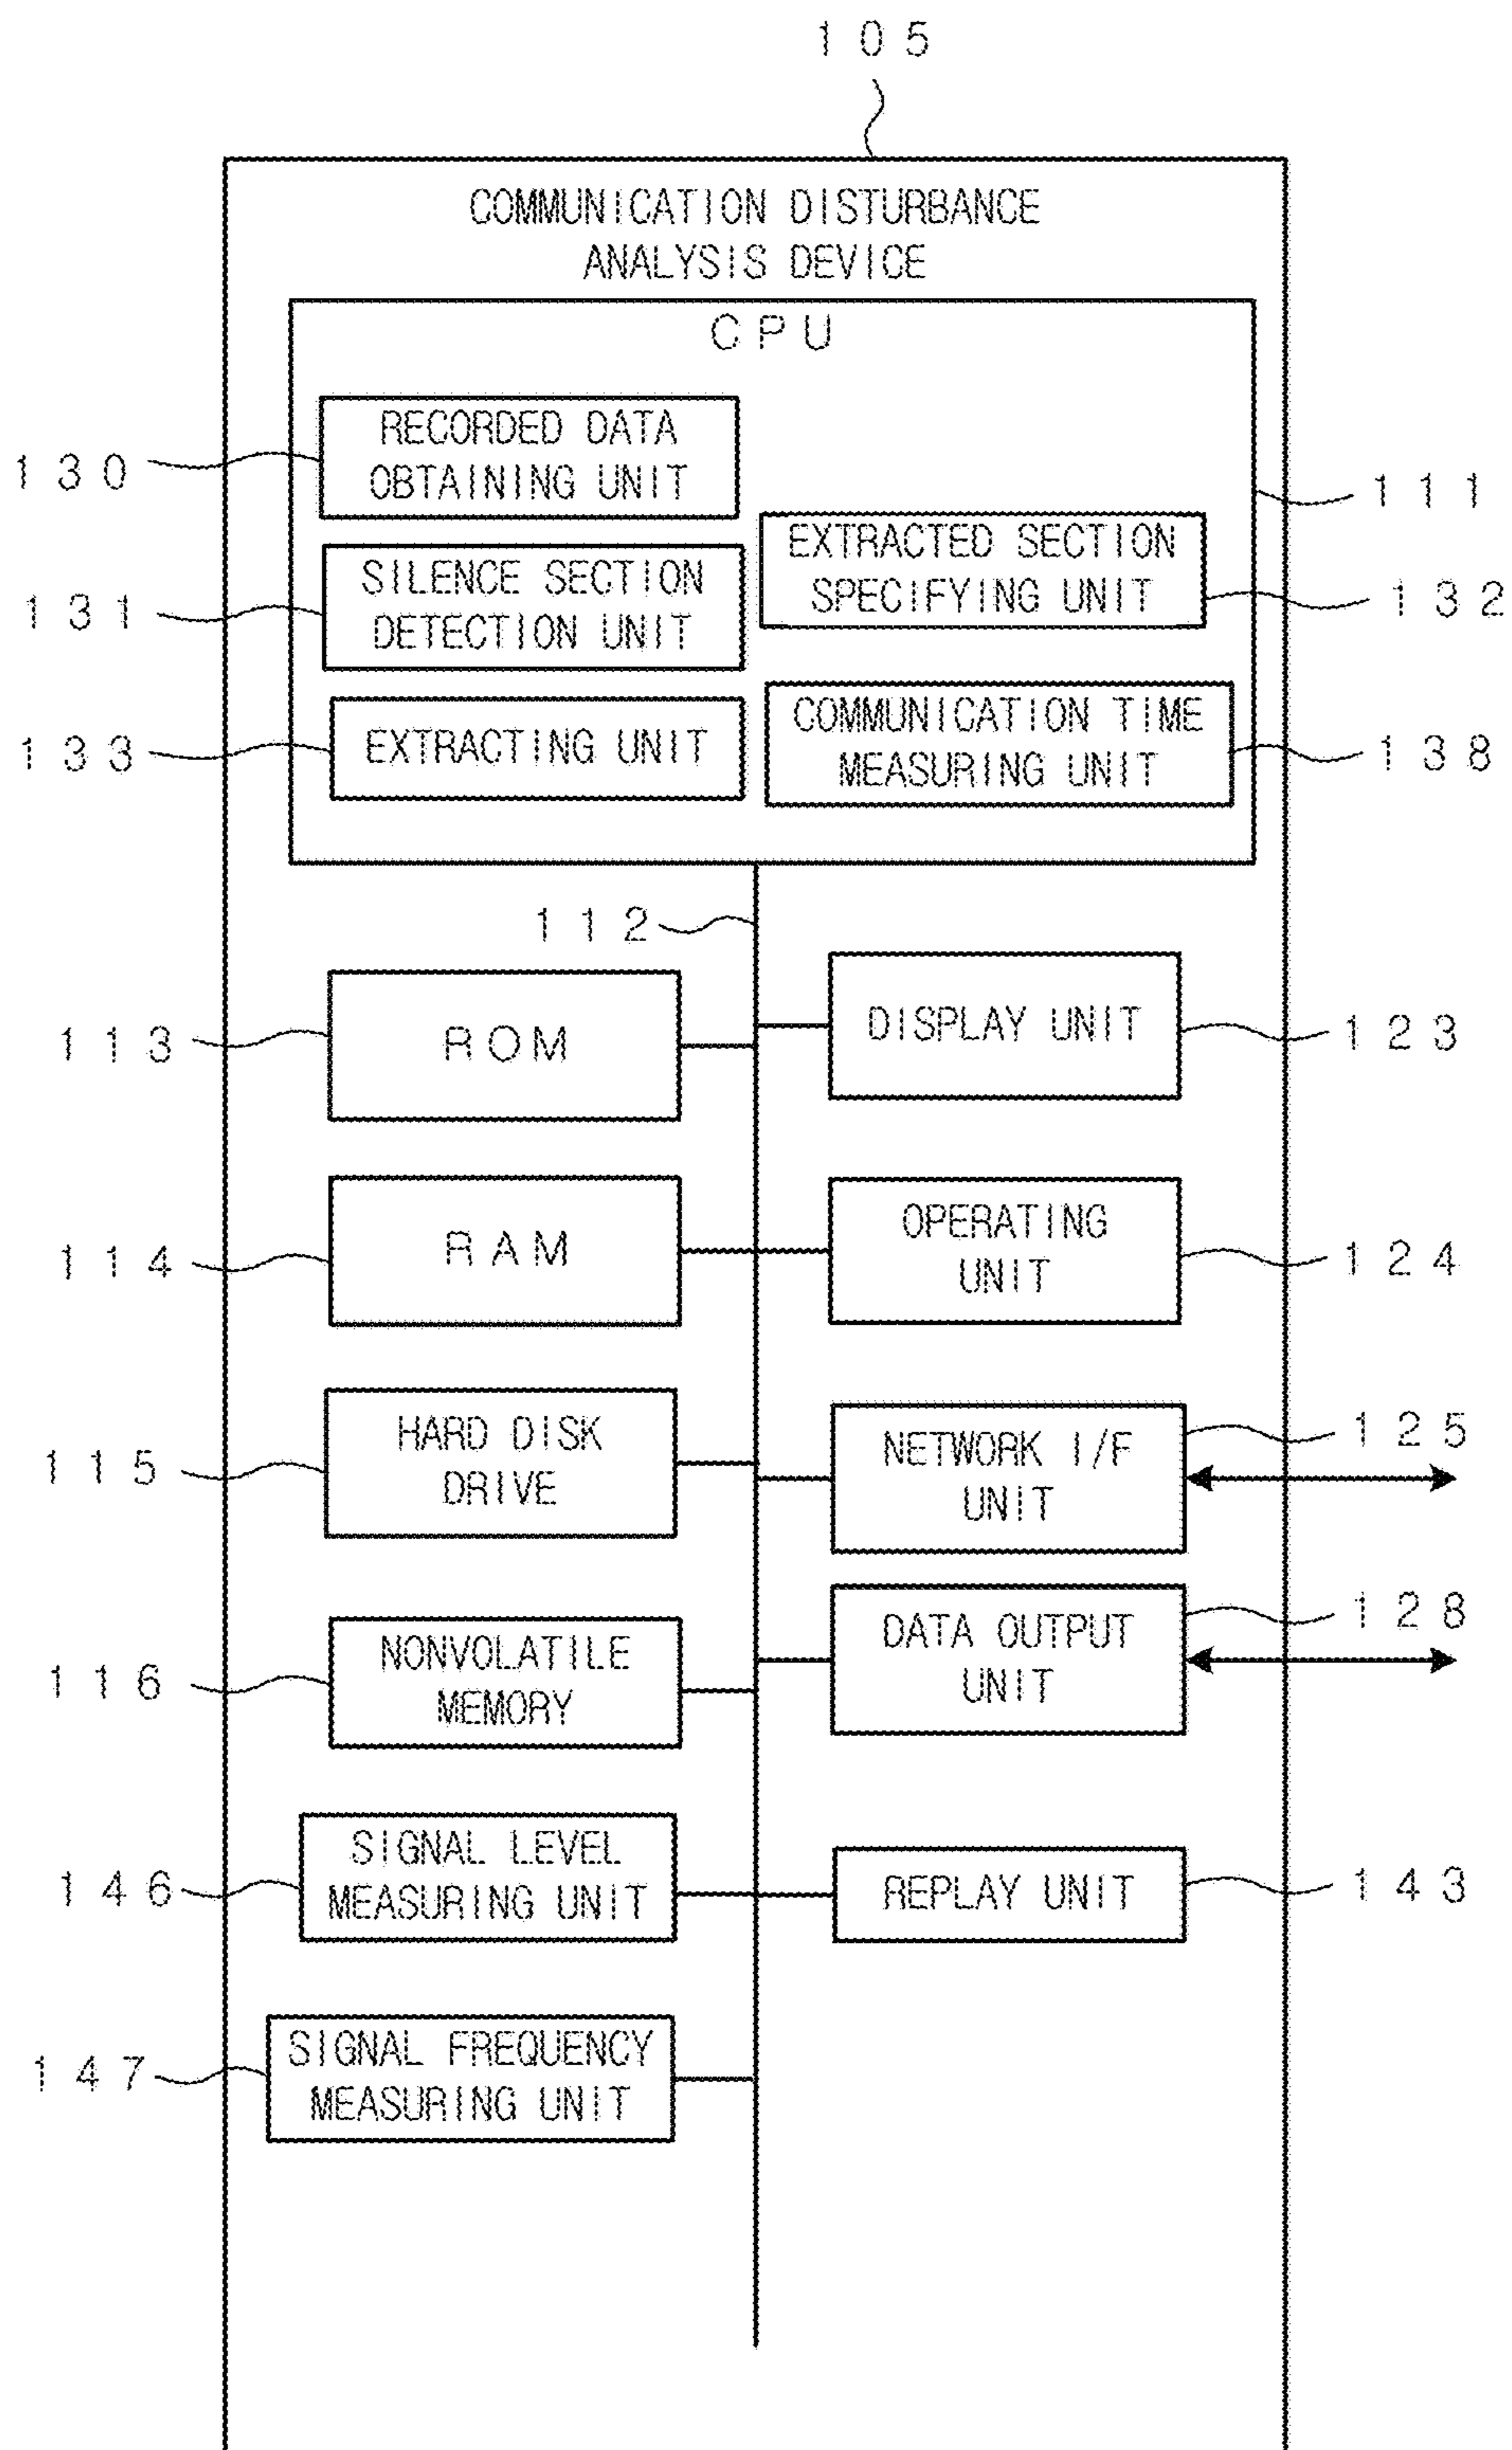 105
COMMUNICATION DISTURBANCE
ANALYSIS DEVICE
CPU
RECORDED DATA
OBTAINING UNIT
130
111
EXTRACTED SECTION
SPECIFYING UNIT
132
SILENCE SECTION
DETECTION UNIT
131
EXTRACTING UNIT
133
COMMUNICATION TIME
MEASURING UNIT
138
112
ROM
113
DISPLAY UNIT
123
RAM
114
OPERATING
UNIT
124
HARD DISK
DRIVE
115
NETWORK I/F
UNIT
125
NONVOLATILE
MEMORY
116
DATA OUTPUT
UNIT
128
SIGNAL LEVEL
MEASURING UNIT
146
REPLAY UNIT
143
SIGNAL FREQUENCY
MEASURING UNIT
147